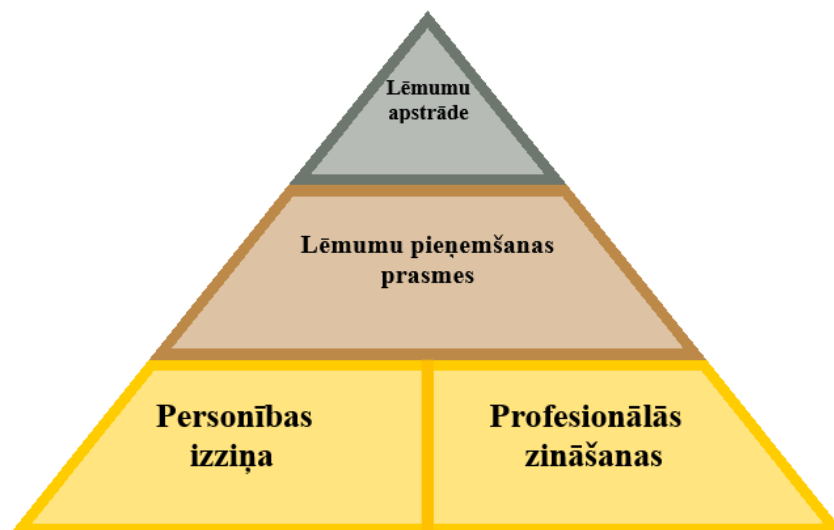 Lēmumu
apstrāde
Lēmumu pieņemšanas
prasmes
Personības
izziņa
Profesionālās
zināšanas